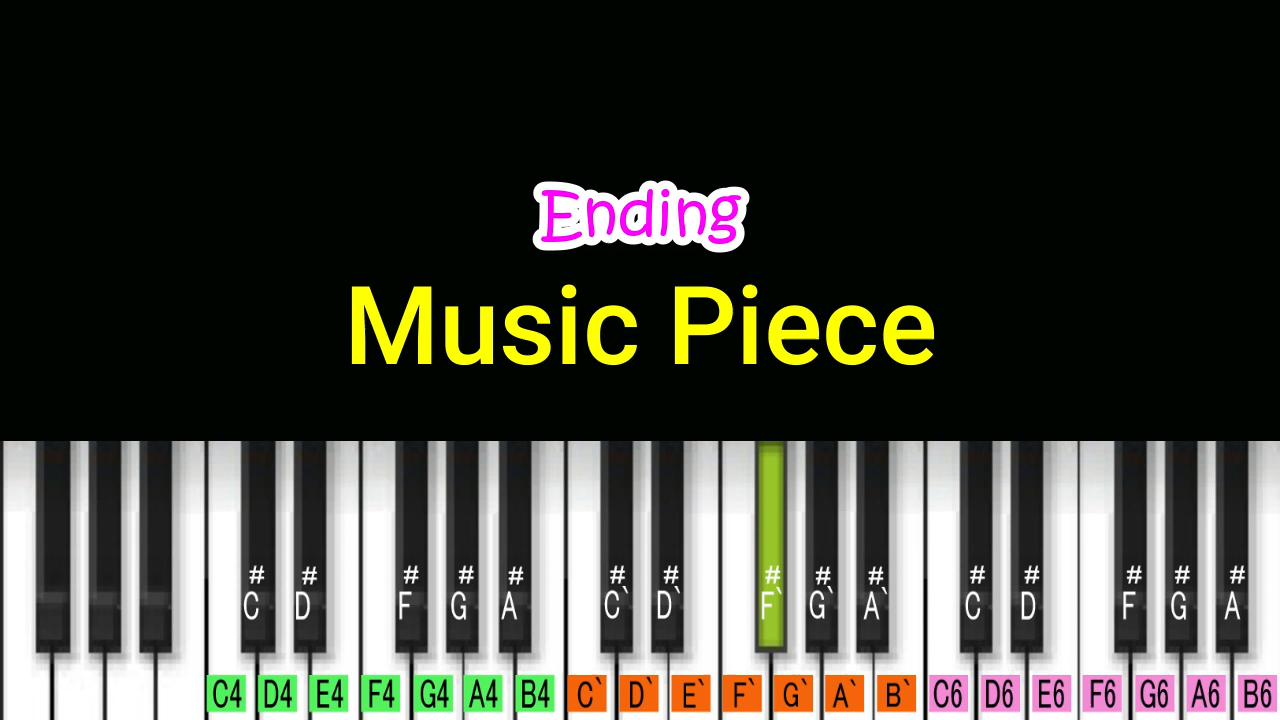 Ending
Music Piece
# # # # # # # # # # # # # # #
C D F G A C` D` F` G` A` C D F G A
C4 D4 E4 F4 G4 A4 B4 C` D` E` F` G` A` B` C6 D6 E6 F6 G6 A6 B6